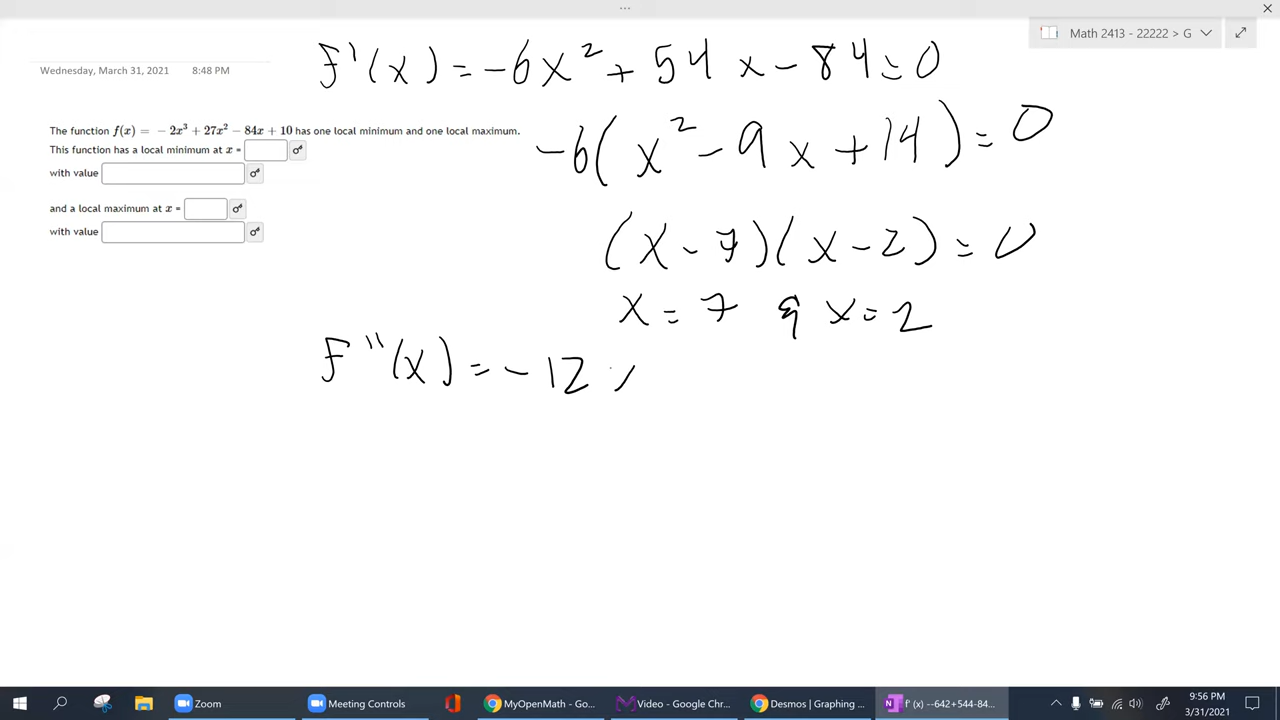 Math 2413 - 22222 > G
Wednesday, March 31, 2021 8:48 PM
f'(x) = -6x² + 54x - 84 = 0
The function f(x) = − 2x³ + 27x² − 84x + 10 has one local minimum and one local maximum.
-6(x² - 9x + 14) = 0
This function has a local minimum at x =
with value
and a local maximum at x =
with value
(x - 7)(x - 2) = 0
x = 7 & x = 2
f''(x) = -12
Zoom
Meeting Controls
MyOpenMath - Go...
Video - Google Chr...
Desmos | Graphing ...
f' (x) --642+544-84...
9:56 PM
3/31/2021